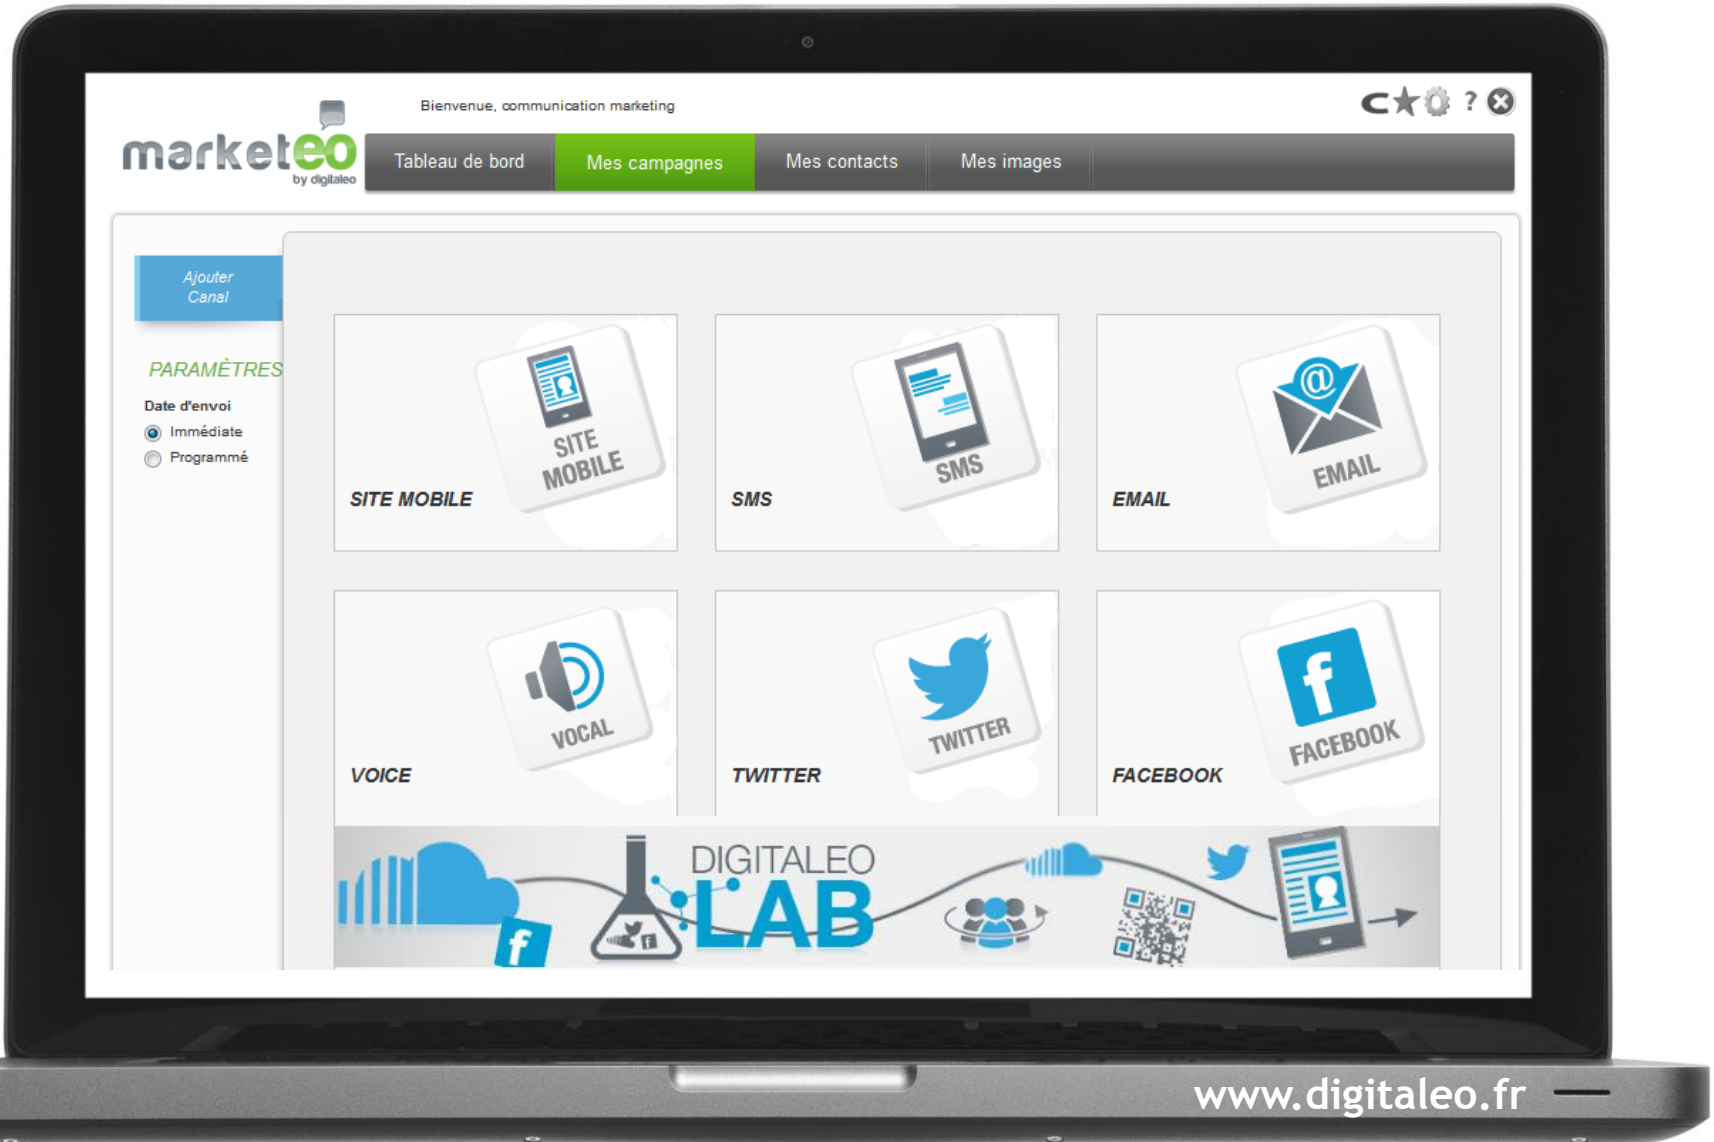 Bienvenue, communication marketing
?
marketeo
by digitaleo
Tableau de bord
Mes campagnes
Mes contacts
Mes images
Ajouter
Canal
PARAMÈTRES
Date d'envoi
Immédiate
Programmé
SITE
MOBILE
SITE MOBILE
SMS
SMS
@
EMAIL
EMAIL
VOCAL
VOICE
TWITTER
TWITTER
f
FACEBOOK
FACEBOOK
DIGITALEO
LAB
f
f
www.digitaleo.fr